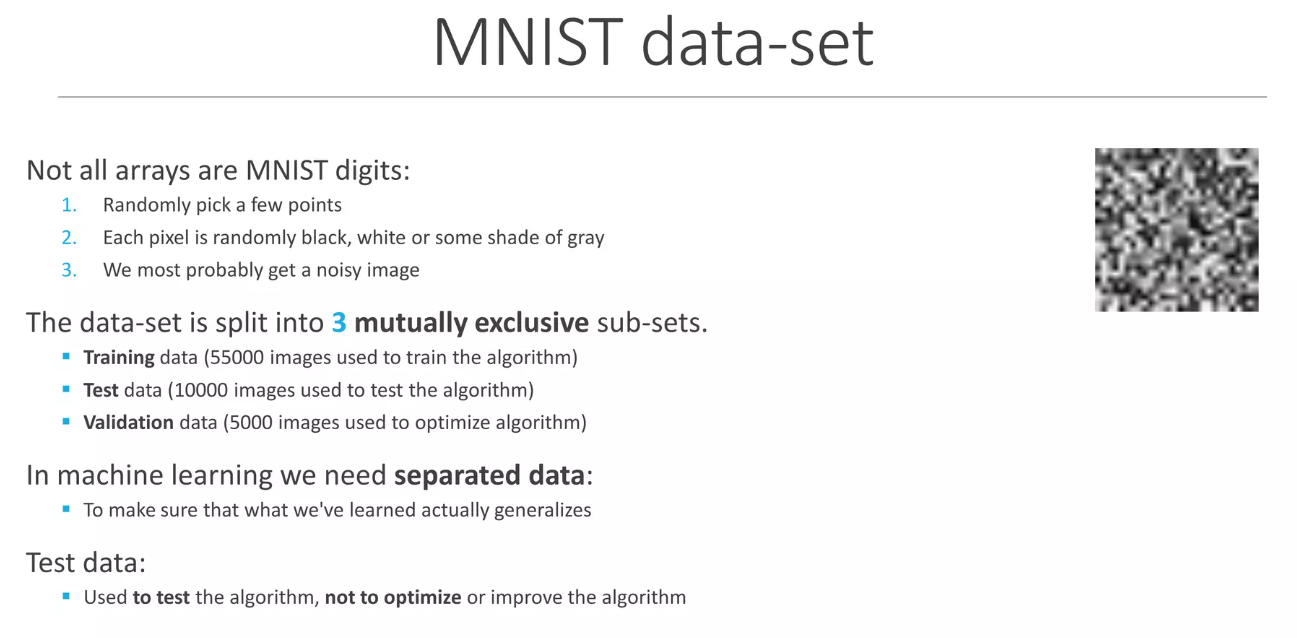 MNIST data-set
Not all arrays are MNIST digits:
1. Randomly pick a few points
2. Each pixel is randomly black, white or some shade of gray
3. We most probably get a noisy image
The data-set is split into 3 mutually exclusive sub-sets.
▪ Training data (55000 images used to train the algorithm)
▪ Test data (10000 images used to test the algorithm)
▪ Validation data (5000 images used to optimize algorithm)
In machine learning we need separated data:
▪ To make sure that what we've learned actually generalizes
Test data:
▪ Used to test the algorithm, not to optimize or improve the algorithm